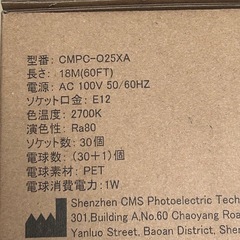 型番: CMPC-O25XA
長さ: 18M(60FT)
電源: AC 100V 50/60HZ
ソケット口金: E12
色温度: 2700K
演色性: Ra80
ソケット数: 30個
電球数: (30+1)個
電球素材: PET
電球消費電力: 1W
Shenzhen CMS Photoelectric Tech
301.Building A,No.60 Chaoyang Road
Yanluo Street, Baoan District, Shen